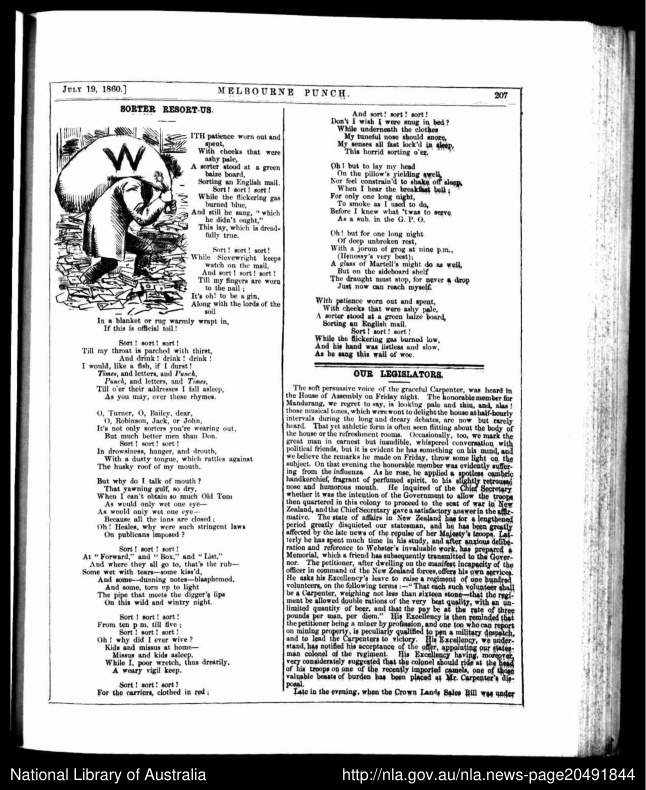 JULY 19, 1860.]
MELBOURNE PUNCH.
207
SORTER RESORT-US.
W
ITH patience worn out and
spent,
With cheeks that were
ashy pale,
A sorter stood at a green
baize board,
Sorting an English mail.
Sort! sort! sort!
While the flickering gas
burned blue,
And still he sang, "which
he didn't ought,"
This lay, which is dread-
fully true.
Sort! sort! sort!
While Sievewright keeps
watch on the mail,
And sort! sort! sort!
Till my fingers are worn
to the nail;
It's oh! to be a gin,
Along with the lords of the
soil
In a blanket or rug warmly wrapt in,
If this is official toil!
Sort! sort! sort!
Till my throat is parched with thirst,
And drink! drink! drink!
I would, like a fish, if I durst!
Times, and letters, and Punch,
Punch, and letters, and Times,
Till o'er their addresses I fall asleep,
As you may, over these rhymes.
O, Turner, O, Bailey, dear,
O, Robinson, Jack, or John,
It's not only sorters you're wearing out,
But much better men than Don.
Sort! sort! sort!
In drowsiness, hunger, and drouth,
With a dusty tongue, which rattles against
The husky roof of my mouth.
But why do I talk of mouth?
That yawning gulf, so dry,
When I can't obtain so much Old Tom
As would only wet one eye—
As would only wet one eye—
Because all the inns are closed;
Oh! Heales, why were such stringent laws
On publicans imposed?
Sort! sort! sort!
At "Forward," and "Box," and "List,"
And where they all go to, that's the rub—
Some wet with tears—some kiss'd,
And some—dunning notes—blasphemed,
And some, torn up to light
The pipe that meets the digger's lips
On this wild and wintry night.
Sort! sort! sort!
From ten p m. till five;
Sort! sort! sort!
Oh! why did I ever wive?
Kids and missus at home—
Missus and kids asleep,
While I, poor wretch, thus drearily,
A weary vigil keep.
Sort! sort! sort!
For the carriers, clothed in red;
And sort! sort! sort!
Don't I wish I were snug in bed?
While underneath the clothes
My tuneful nose should snore,
My senses all fast lock'd in sleep,
This horrid sorting o'er.
Oh! but to lay my head
On the pillow's yielding swell,
Nor feel constrain'd to shake off sleep,
When I hear the breakfast bell;
For only one long night,
To smoke as I used to do,
Before I knew what 'twas to serve
As a sub. in the G. P. O.
Oh! but for one long night
Of deep unbroken rest,
With a jorum of grog at nine p.m.,
(Henessy's very best);
A glass of Martell's might do as well,
But on the sideboard shelf
The draught must stop, for never a drop
Just now can reach myself.
With patience worn out and spent,
With cheeks that were ashy pale,
A sorter stood at a green baize board,
Sorting an English mail.
Sort! sort! sort!
While the flickering gas burned low,
And his hand was listless and slow,
As he sang this wail of woe.
OUR LEGISLATORS.
The soft persuasive voice of the graceful Carpenter, was heard in
the House of Assembly on Friday night. The honorable member for
Mandurang, we regret to say, is looking pale and thin, and, alas!
those musical tones, which were wont to delight the house at half-hourly
intervals during the long and dreary debates, are now but rarely
heard. That yet athletic form is often seen flitting about the body of
the house or the refreshment rooms. Occasionally, too, we mark the
great man in earnest but inaudible, whispered conversation with
political friends, but it is evident he has something on his mind, and
we believe the remarks he made on Friday, throw some light on the
subject. On that evening the honorable member was evidently suffer-
ing from the influenza As he rose, he applied a spotless cambric
handkerchief, fragrant of perfumed spirit, to his slightly retroussé
nose and humorous mouth. He inquired of the Chief Secretary
whether it was the intention of the Government to allow the troops
then quartered in this colony to proceed to the seat of war in New
Zealand, and the Chief Secretary gave a satisfactory answer in the affir-
mative. The state of affairs in New Zealand has for a lengthened
period greatly disquieted our statesman, and he has been greatly
affected by the late news of the repulse of her Majesty's troops. Lat-
terly he has spent much time in his study, and after anxious delibe-
ration and reference to Webster's invaluable work, has prepared a
Memorial, which a friend has subsequently transmitted to the Gover-
nor. The petitioner, after dwelling on the manifest incapacity of the
officer in command of the New Zealand forces, offers his own services.
He asks his Excellency's leave to raise a regiment of one hundred
volunteers, on the following terms:—"That each such volunteer shall
be a Carpenter, weighing not less than sixteen stone—that the regi-
ment be allowed double rations of the very best quality, with an un-
limited quantity of beer, and that the pay be at the rate of three
pounds per man, per diem." His Excellency is then reminded that
the petitioner being a miner by profession, and one too who can report
on mining property, is peculiarly qualified to pen a military despatch,
and to lead the Carpenters to victory. His Excellency, we under-
stand, has notified his acceptance of the offer, appointing our states-
man colonel of the regiment. His Excellency having, moreover,
very considerately suggested that the colonel should ride at the head
of his troops on one of the recently imported camels, one of those
valuable beasts of burden has been placed at Mr. Carpenter's dis-
posal.
Late in the evening, when the Crown Lands Sales Bill was under
National Library of Australia
http://nla.gov.au/nla.news-page20491844